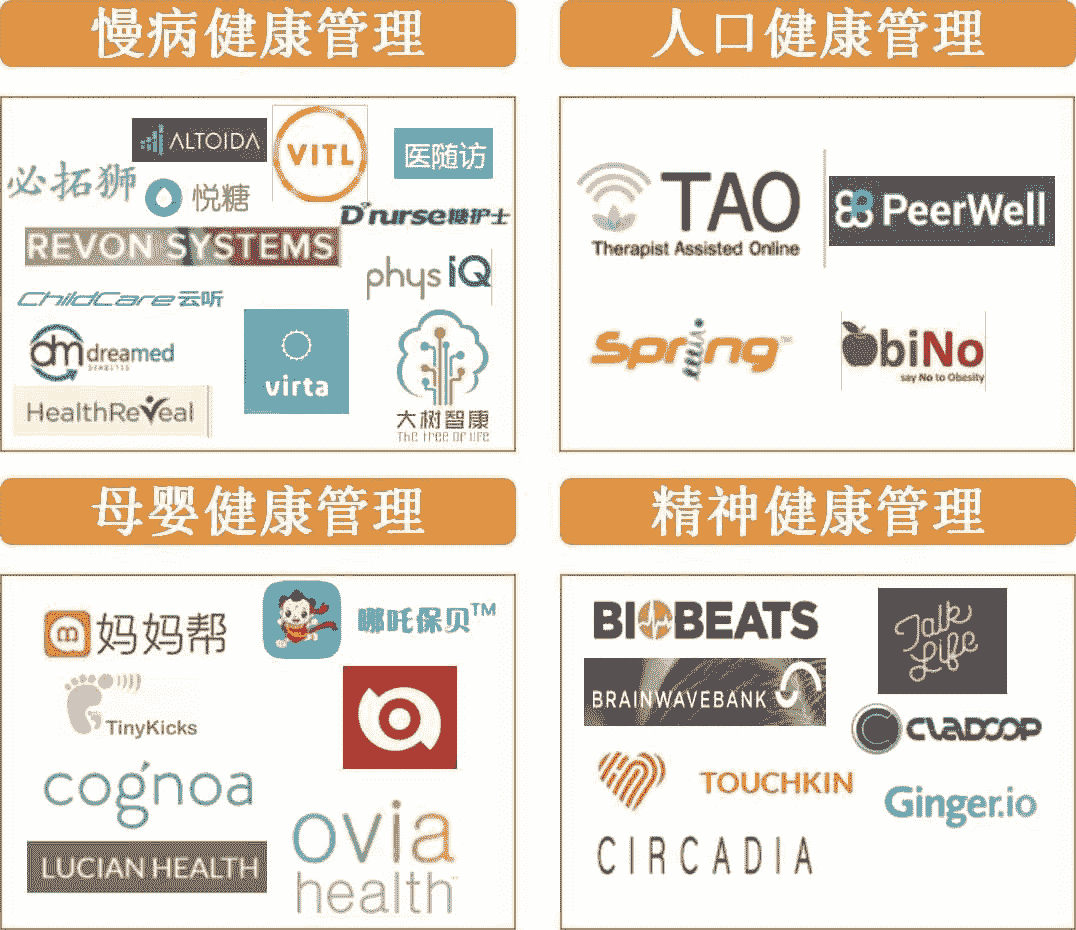 慢病健康管理
ALTOIDA
VITL
医随访
必拓狮
悦糖
D'nurse糖护士
REVON SYSTEMS
phys iQ
ChildCare云听
dm dreamed
DIABETES
virta
HealthReveal
大树智康
The tree of life
人口健康管理
TAO
Therapist Assisted Online
PeerWell
Spring™
ObiNo
say No to Obesity
母婴健康管理
m 妈妈帮
哪吒保贝™
TinyKicks
cognoa
LUCIAN HEALTH
ovia
health
精神健康管理
BIOBEATS
Talk
Life
BRAINWAVEBANK
CLADOOP
TOUCHKIN
Ginger.io
CIRCADIA